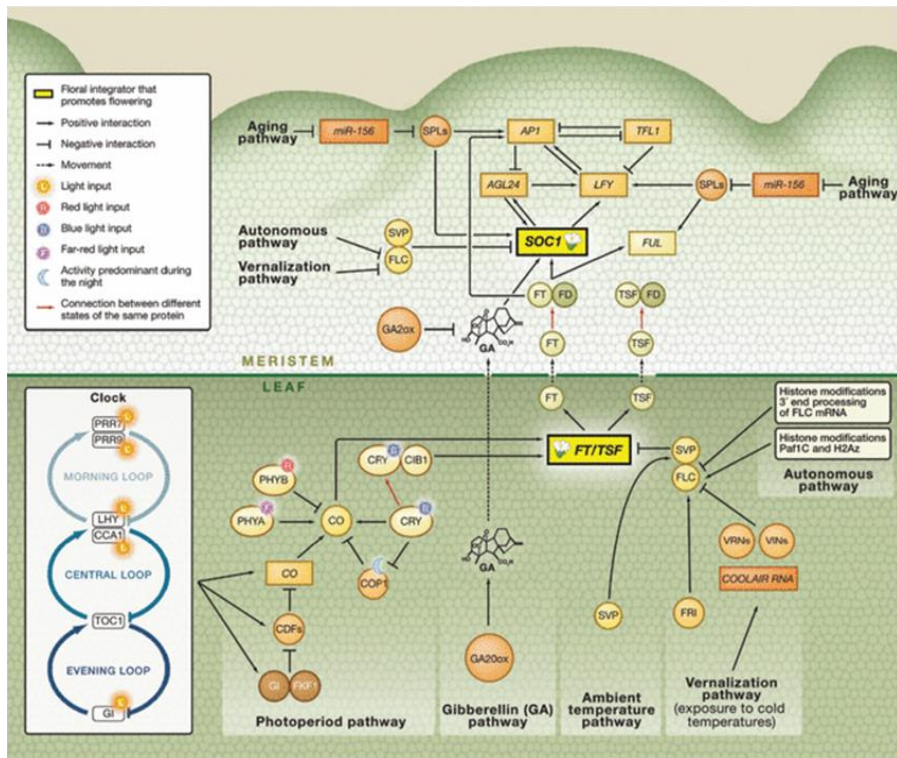 Floral integrator that
promotes flowering
Positive interaction
Negative interaction
Movement
L
Light input
R
Red light input
B
Blue light input
F
Far-red light input
Activity predominant during
the night
Connection between different
states of the same protein
Aging
pathway
miR-156
SPLs
AP1
TFL1
AGL24
LFY
SPLs
miR-156
Aging
pathway
Autonomous
pathway
Vernalization
pathway
SVP
FLC
SOC1
FUL
FT
FD
TSF
FD
GA2ox
HO
CO₂H
GA
FT
TSF
MERISTEM
LEAF
Clock
PRR7
L
PRR9
L
MORNING LOOP
LHY
L
CCA1
L
CENTRAL LOOP
TOC1
EVENING LOOP
L
GI
FT
TSF
FT/TSF
PHYB
R
PHYA
F
CO
CRY
B
CIB1
CRY
B
CO
COP1
CDFs
GI
FKF1
Photoperiod pathway
HO
CO₂H
GA
GA20ox
Gibberellin (GA)
pathway
SVP
Ambient
temperature
pathway
SVP
FLC
Histone modifications
3' end processing
of FLC mRNA
Histone modifications
Paf1C and H2Az
Autonomous
pathway
VRNs
VINs
COOLAIR RNA
FRI
Vernalization
pathway
(exposure to cold
temperatures)